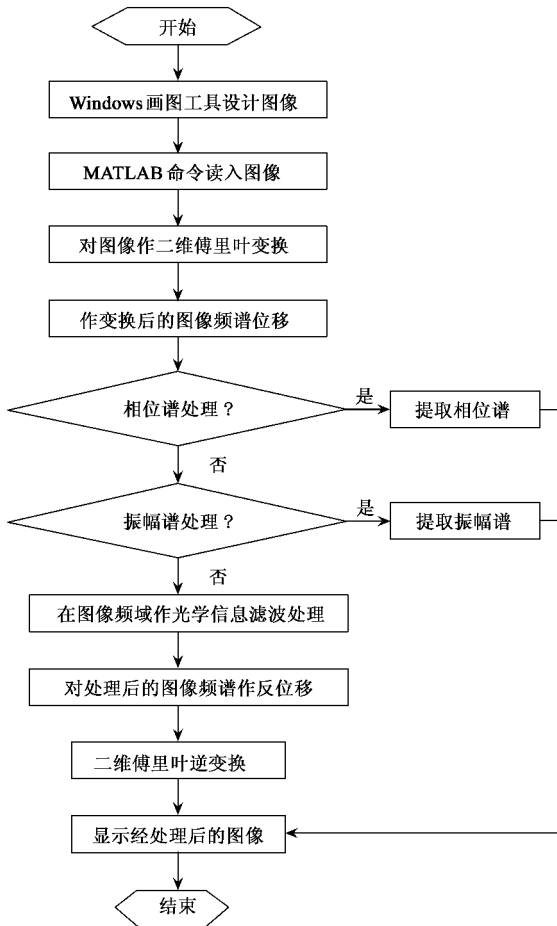 开始
Windows画图工具设计图像
MATLAB命令读入图像
对图像作二维傅里叶变换
作变换后的图像频谱位移
相位谱处理？
是
提取相位谱
否
振幅谱处理？
是
提取振幅谱
否
在图像频域作光学信息滤波处理
对处理后的图像频谱作反位移
二维傅里叶逆变换
显示经处理后的图像
结束